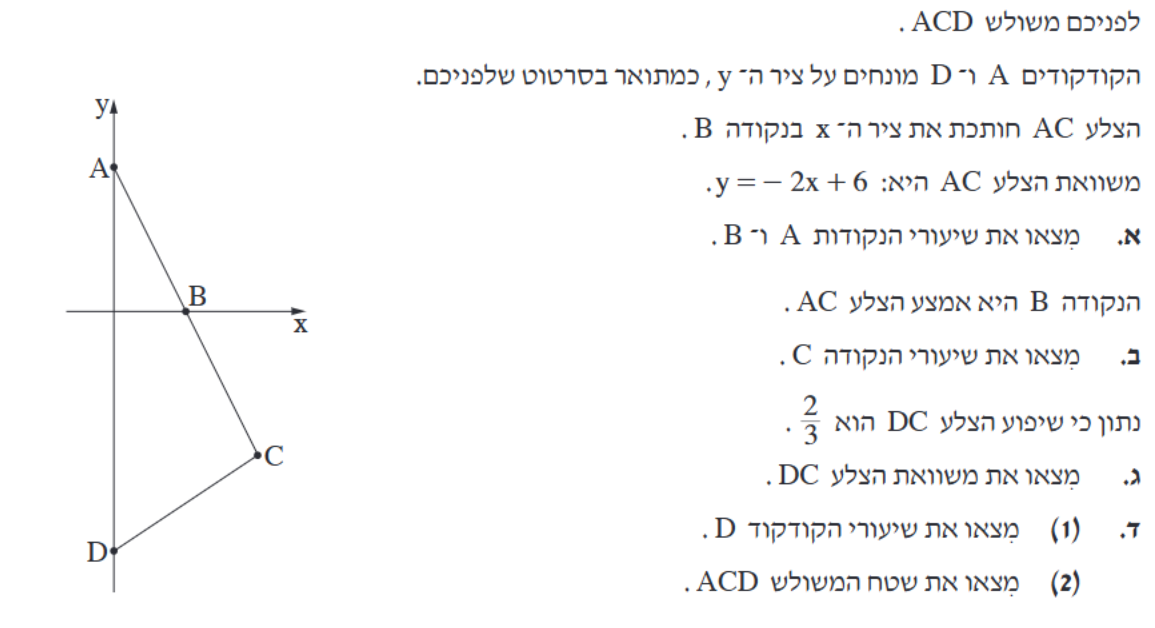 לפניכם משולש ACD .
הקודקודים A ו־ D מונחים על ציר ה־ y , כמתואר בסרטוט שלפניכם.
הצלע AC חותכת את ציר ה־ x בנקודה B .
משוואת הצלע AC היא: y = − 2x + 6.
א. מִצאו את שיעורי הנקודות A ו־ B .
הנקודה B היא אמצע הצלע AC .
ב. מִצאו את שיעורי הנקודה C .
נתון כי שיפוע הצלע DC הוא 2/3 .
ג. מִצאו את משוואת הצלע DC .
ד. (1) מִצאו את שיעורי הקודקוד D .
(2) מִצאו את שטח המשולש ACD .
y
A
B
x
C
D